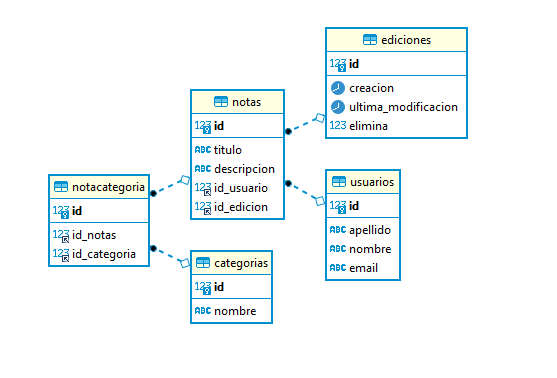 ediciones
123 id
creacion
ultima_modificacion
123 elimina
notas
123 id
ABC titulo
ABC descripcion
123 id_usuario
123 id_edicion
usuarios
123 id
ABC apellido
ABC nombre
ABC email
notacategoria
123 id
123 id_notas
123 id_categoria
categorias
123 id
ABC nombre